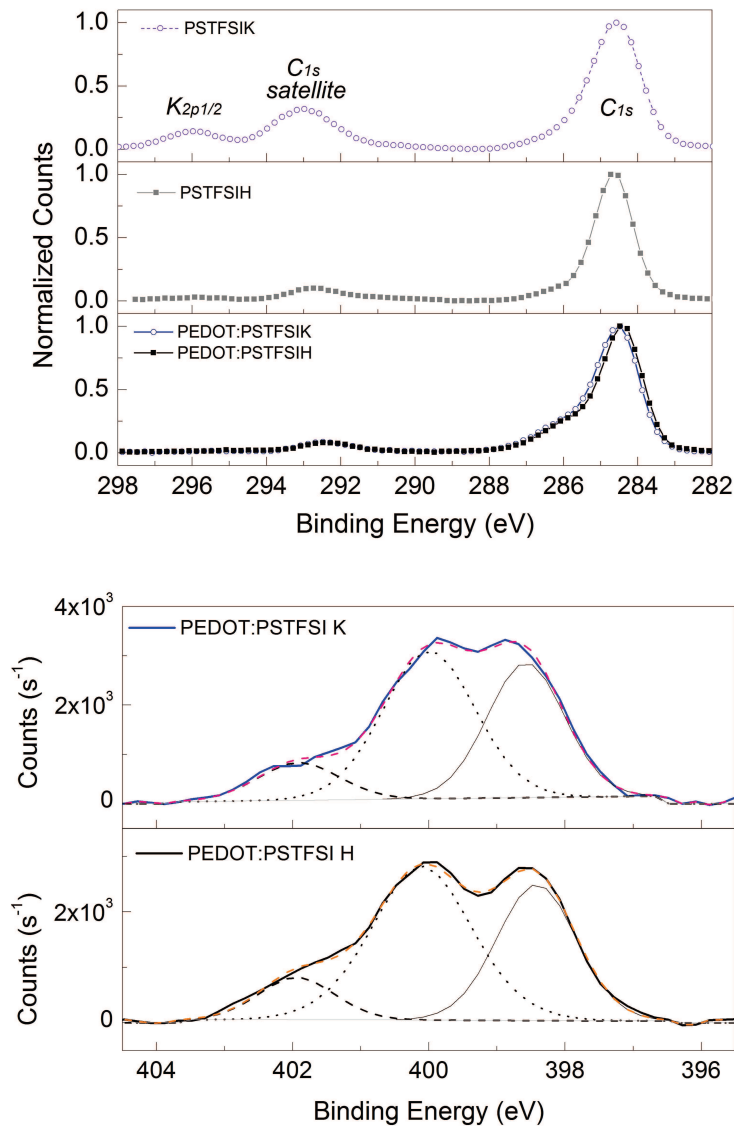 PSTFSIK
C1s
satellite
K2p1/2
C1s
1.0
0.5
0.0
PSTFSIH
1.0
0.5
0.0
Normalized Counts
PEDOT:PSTFSIK
PEDOT:PSTFSIH
1.0
0.5
0.0
298 296 294 292 290 288 286 284 282
Binding Energy (eV)
4x10³
PEDOT:PSTFSI K
2x10³
0
Counts (s⁻¹)
PEDOT:PSTFSI H
2x10³
0
Counts (s⁻¹)
404 402 400 398 396
Binding Energy (eV)